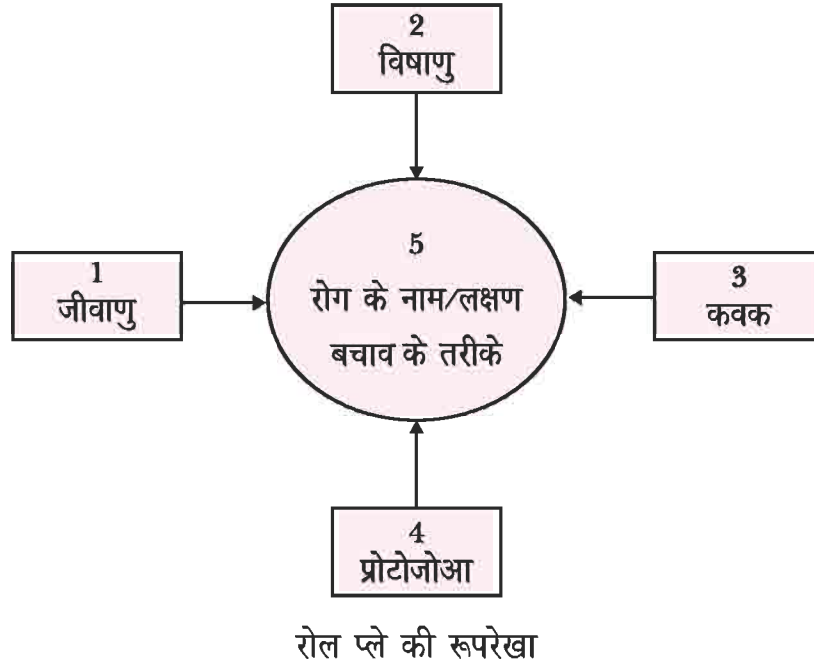 2
विषाणु
1
जीवाणु
5
रोग के नाम/लक्षण
बचाव के तरीके
3
कवक
4
प्रोटोजोआ
रोल प्ले की रूपरेखा